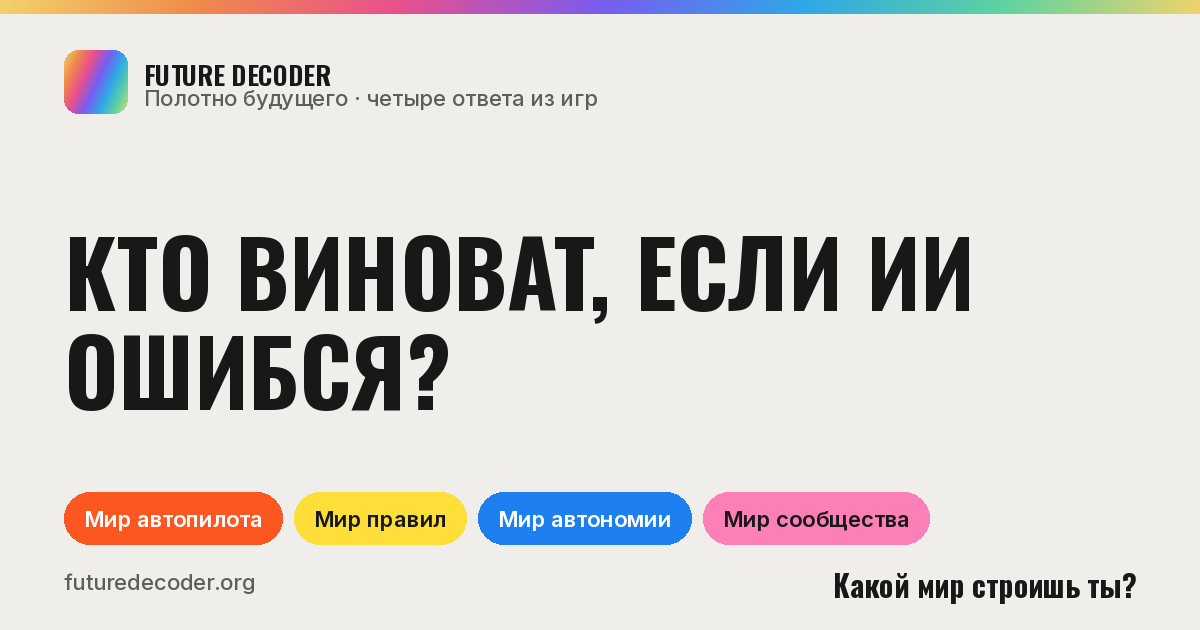 FUTURE DECODER
Полотно будущего · четыре ответа из игр
КТО ВИНОВАТ, ЕСЛИ ИИ
ОШИБСЯ?
Мир автопилота Мир правил Мир автономии Мир сообщества
futuredecoder.org
Какой мир строишь ты?